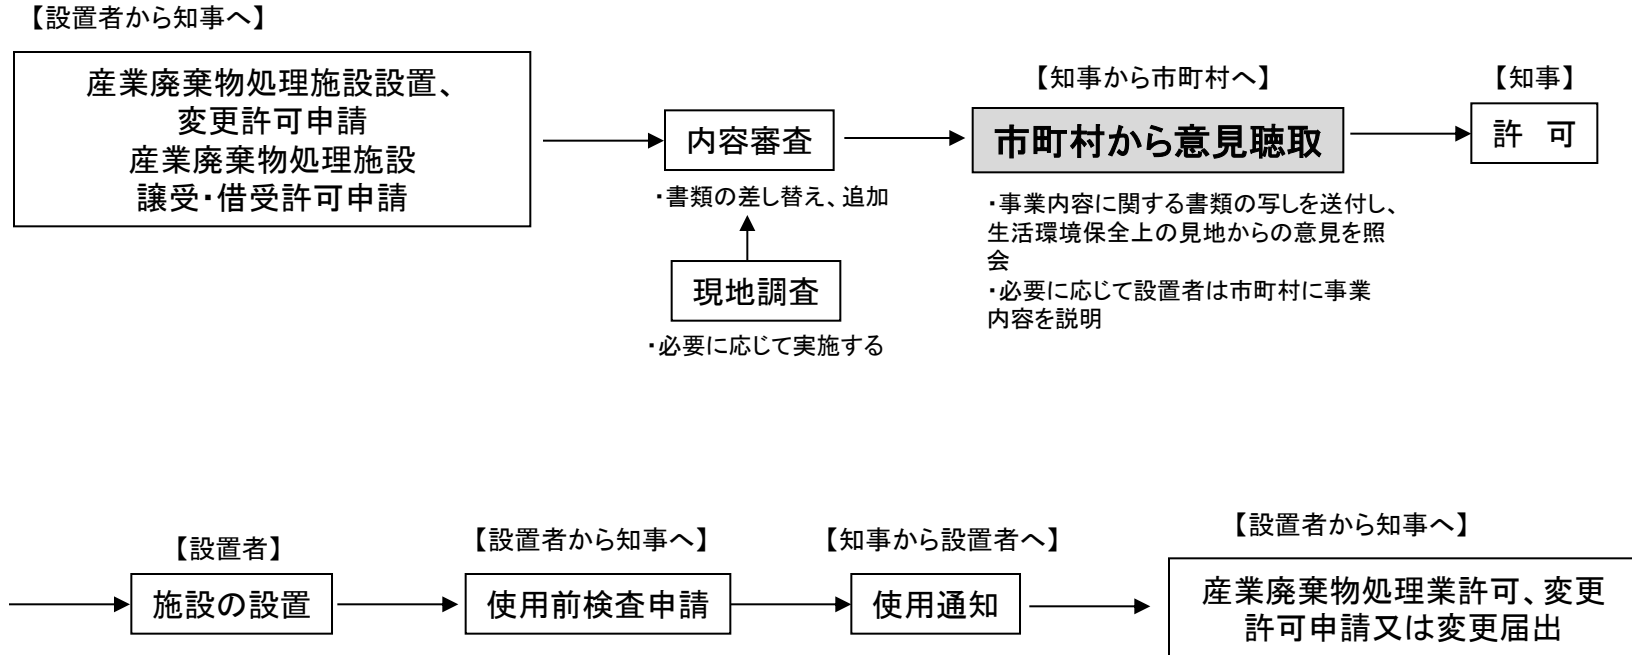 【設置者から知事へ】
産業廃棄物処理施設設置、
変更許可申請
産業廃棄物処理施設
譲受・借受許可申請
内容審査
・書類の差し替え、追加
現地調査
・必要に応じて実施する
【知事から市町村へ】
市町村から意見聴取
・事業内容に関する書類の写しを送付し、
生活環境保全上の見地からの意見を照
会
・必要に応じて設置者は市町村に事業
内容を説明
【知事】
許　可
【設置者】
施設の設置
【設置者から知事へ】
使用前検査申請
【知事から設置者へ】
使用通知
【設置者から知事へ】
産業廃棄物処理業許可、変更
許可申請又は変更届出